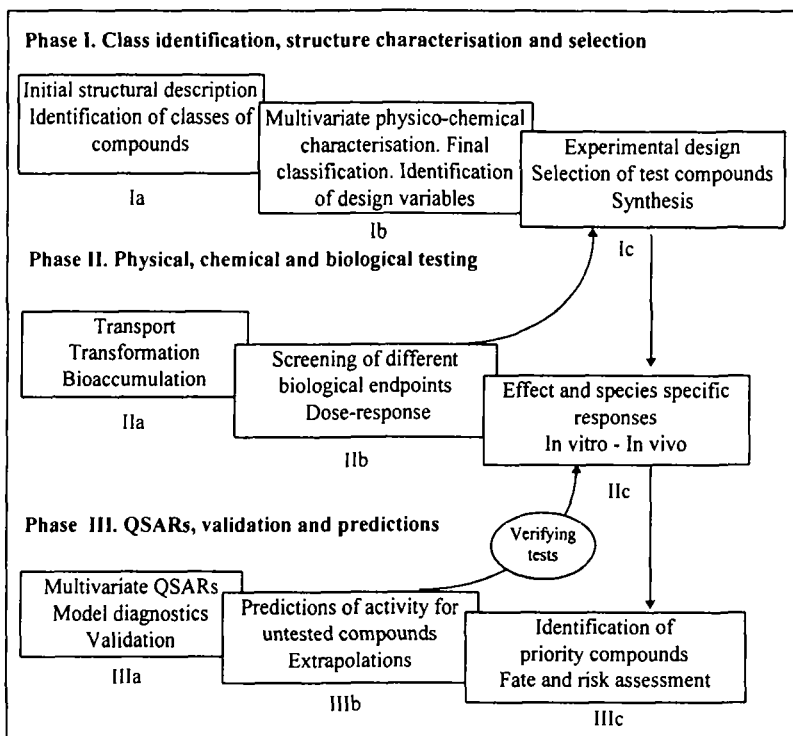 Phase I. Class identification, structure characterisation and selection
Initial structural description
Identification of classes of
compounds
Ia
Multivariate physico-chemical
characterisation. Final
classification. Identification
of design variables
Ib
Experimental design
Selection of test compounds
Synthesis
Ic
Phase II. Physical, chemical and biological testing
Transport
Transformation
Bioaccumulation
IIa
Screening of different
biological endpoints
Dose-response
IIb
Effect and species specific
responses
In vitro - In vivo
IIc
Phase III. QSARs, validation and predictions
Verifying
tests
Multivariate QSARs
Model diagnostics
Validation
IIIa
Predictions of activity for
untested compounds
Extrapolations
IIIb
Identification of
priority compounds
Fate and risk assessment
IIIc